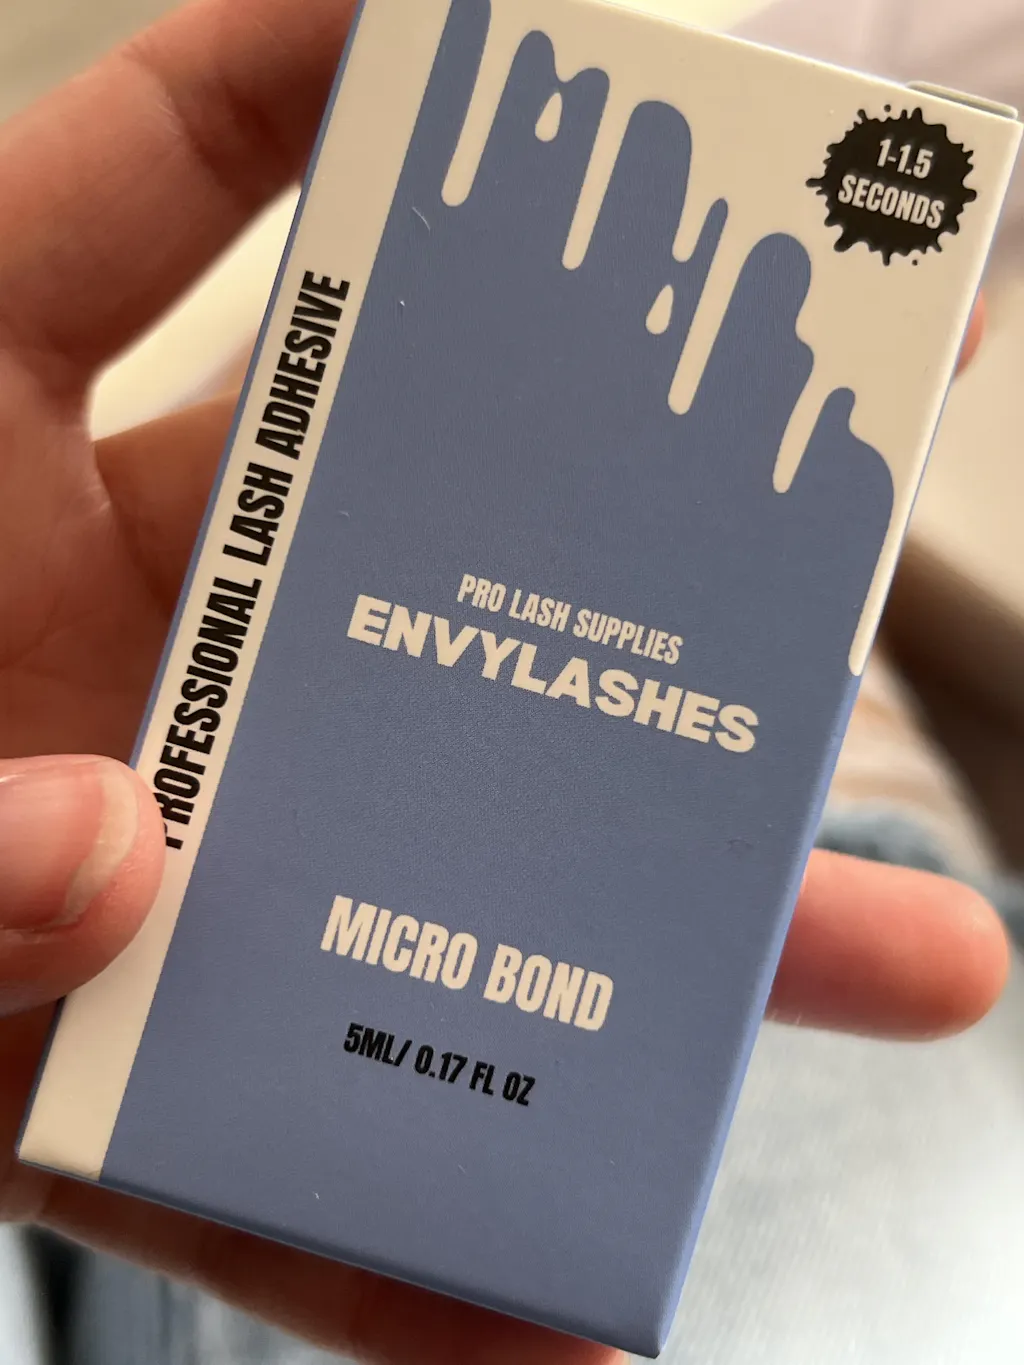 1-1.5
SECONDS
PROFESSIONAL LASH ADHESIVE
PRO LASH SUPPLIES
ENVYLASHES
MICRO BOND
5ML/ 0.17 FL OZ